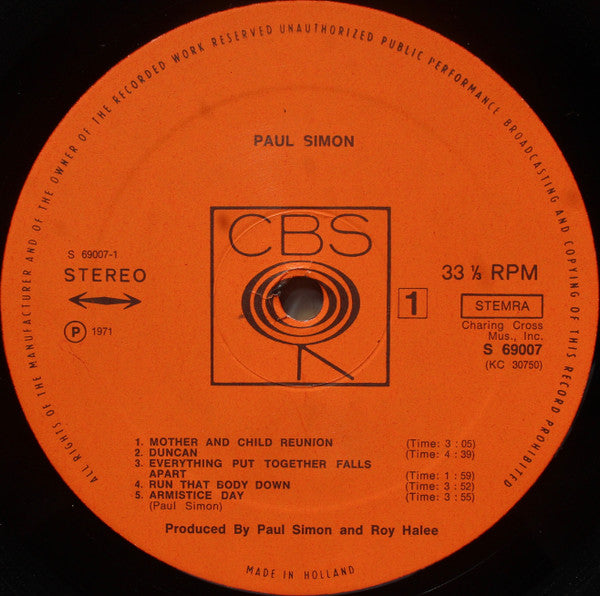 ALL RIGHTS OF THE MANUFACTURER AND OF THE OWNER OF THE RECORDED WORK RESERVED UNAUTHORIZED PUBLIC PERFORMANCE BROADCASTING AND COPYING OF THIS RECORD PROHIBITED
PAUL SIMON
CBS
S 69007-1
STEREO
Ⓟ 1971
33 ⅓ RPM
1
STEMRA
Charing Cross
Mus., Inc.
S 69007
(KC 30750)
1. MOTHER AND CHILD REUNION (Time: 3 : 05)
2. DUNCAN (Time: 4 : 39)
3. EVERYTHING PUT TOGETHER FALLS
APART (Time: 1 : 59)
4. RUN THAT BODY DOWN (Time: 3 : 52)
5. ARMISTICE DAY (Time: 3 : 55)
(Paul Simon)
Produced By Paul Simon and Roy Halee
MADE IN HOLLAND